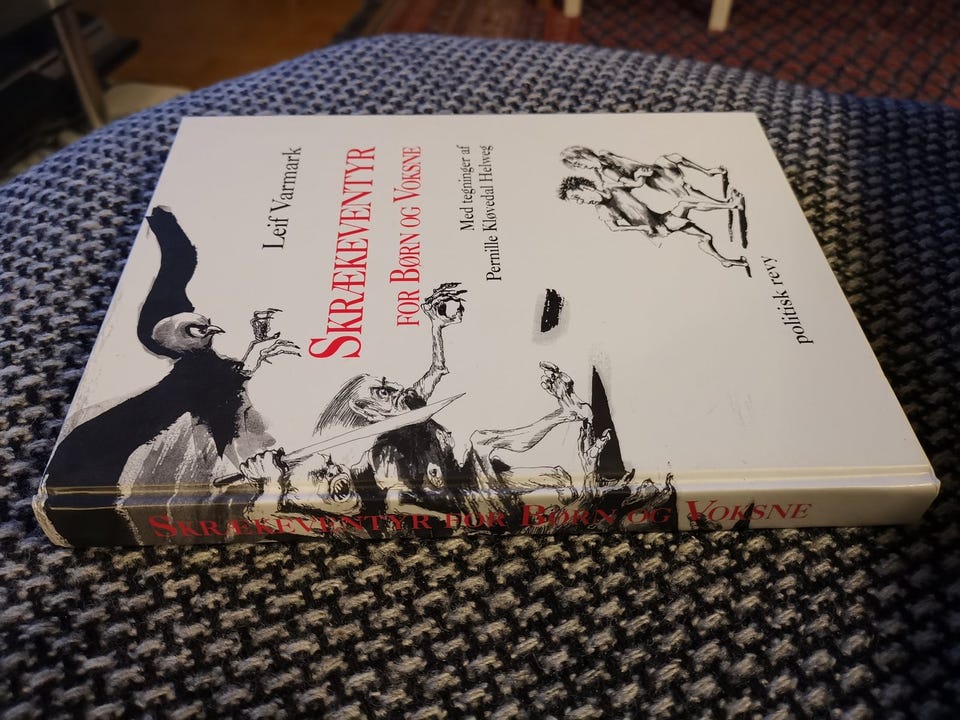 Leif Varmark
SKRÆKEVENTYR
FOR BØRN OG VOKSNE
Med tegninger af
Pernille Kløvedal Helweg
politisk revy
SKRÆKEVENTYR FOR BØRN OG VOKSNE